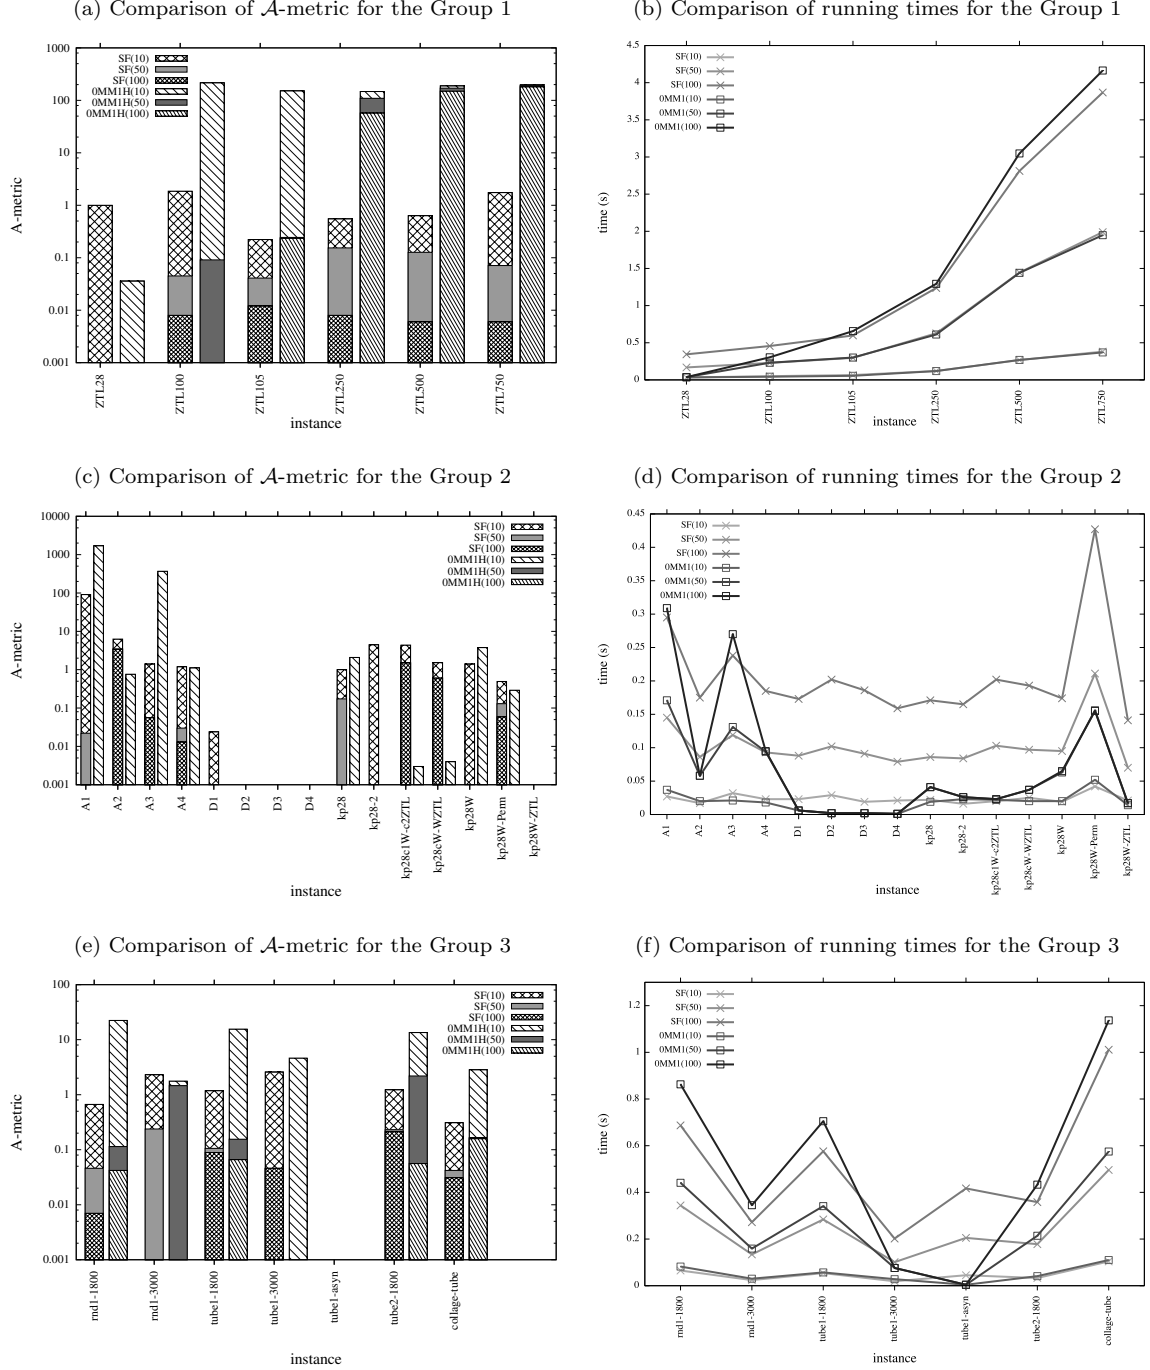 (a) Comparison of A-metric for the Group 1
1000
100
10
1
0.1
0.01
0.001
A-metric
SF(10)
SF(50)
SF(100)
0MM1H(10)
0MM1H(50)
0MM1H(100)
ZTL28
ZTL100
ZTL105
ZTL250
ZTL500
ZTL750
instance
(b) Comparison of running times for the Group 1
4.5
4
3.5
3
2.5
2
1.5
1
0.5
0
time (s)
SF(10)
SF(50)
SF(100)
0MM1(10)
0MM1(50)
0MM1(100)
ZTL28
ZTL100
ZTL105
ZTL250
ZTL500
ZTL750
instance
(c) Comparison of A-metric for the Group 2
10000
1000
100
10
1
0.1
0.01
0.001
A-metric
SF(10)
SF(50)
SF(100)
0MM1H(10)
0MM1H(50)
0MM1H(100)
A1
A2
A3
A4
D1
D2
D3
D4
kp28
kp28-2
kp28c1W-c2ZTL
kp28cW-WZTL
kp28W
kp28W-Perm
kp28W-ZTL
instance
(d) Comparison of running times for the Group 2
0.45
0.4
0.35
0.3
0.25
0.2
0.15
0.1
0.05
0
time (s)
SF(10)
SF(50)
SF(100)
0MM1(10)
0MM1(50)
0MM1(100)
A1
A2
A3
A4
D1
D2
D3
D4
kp28
kp28-2
kp28c1W-c2ZTL
kp28cW-WZTL
kp28W
kp28W-Perm
kp28W-ZTL
instance
(e) Comparison of A-metric for the Group 3
100
10
1
0.1
0.01
0.001
A-metric
SF(10)
SF(50)
SF(100)
0MM1H(10)
0MM1H(50)
0MM1H(100)
rnd1-1800
rnd1-3000
tube1-1800
tube1-3000
tube1-asyn
tube2-1800
collage-tube
instance
(f) Comparison of running times for the Group 3
1.2
1
0.8
0.6
0.4
0.2
0
time (s)
SF(10)
SF(50)
SF(100)
0MM1(10)
0MM1(50)
0MM1(100)
rnd1-1800
rnd1-3000
tube1-1800
tube1-3000
tube1-asyn
tube2-1800
collage-tube
instance